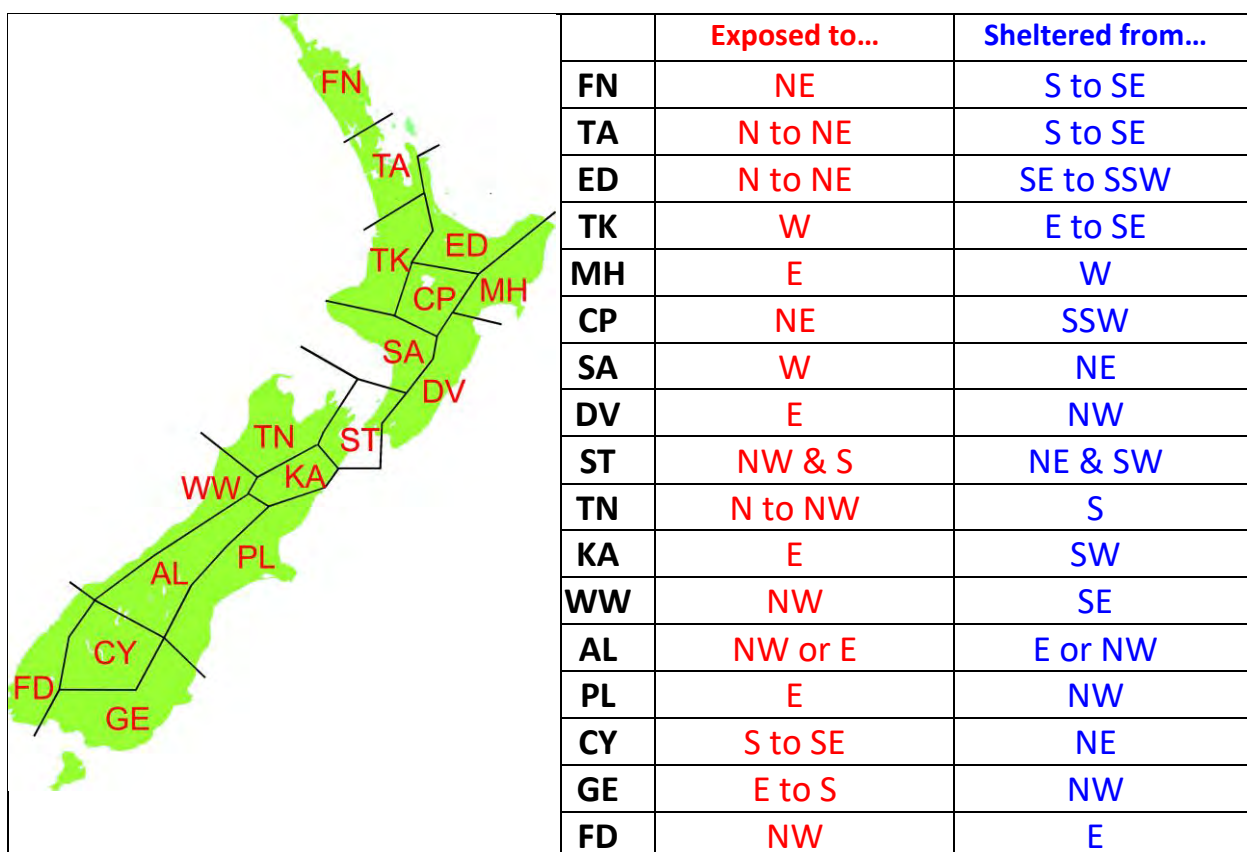 FN
TA
ED
TK
CP
MH
SA
DV
TN
ST
KA
WW
PL
AL
CY
FD
GE
Exposed to... Sheltered from...
FN NE S to SE
TA N to NE S to SE
ED N to NE SE to SSW
TK W E to SE
MH E W
CP NE SSW
SA W NE
DV E NW
ST NW & S NE & SW
TN N to NW S
KA E SW
WW NW SE
AL NW or E E or NW
PL E NW
CY S to SE NE
GE E to S NW
FD NW E